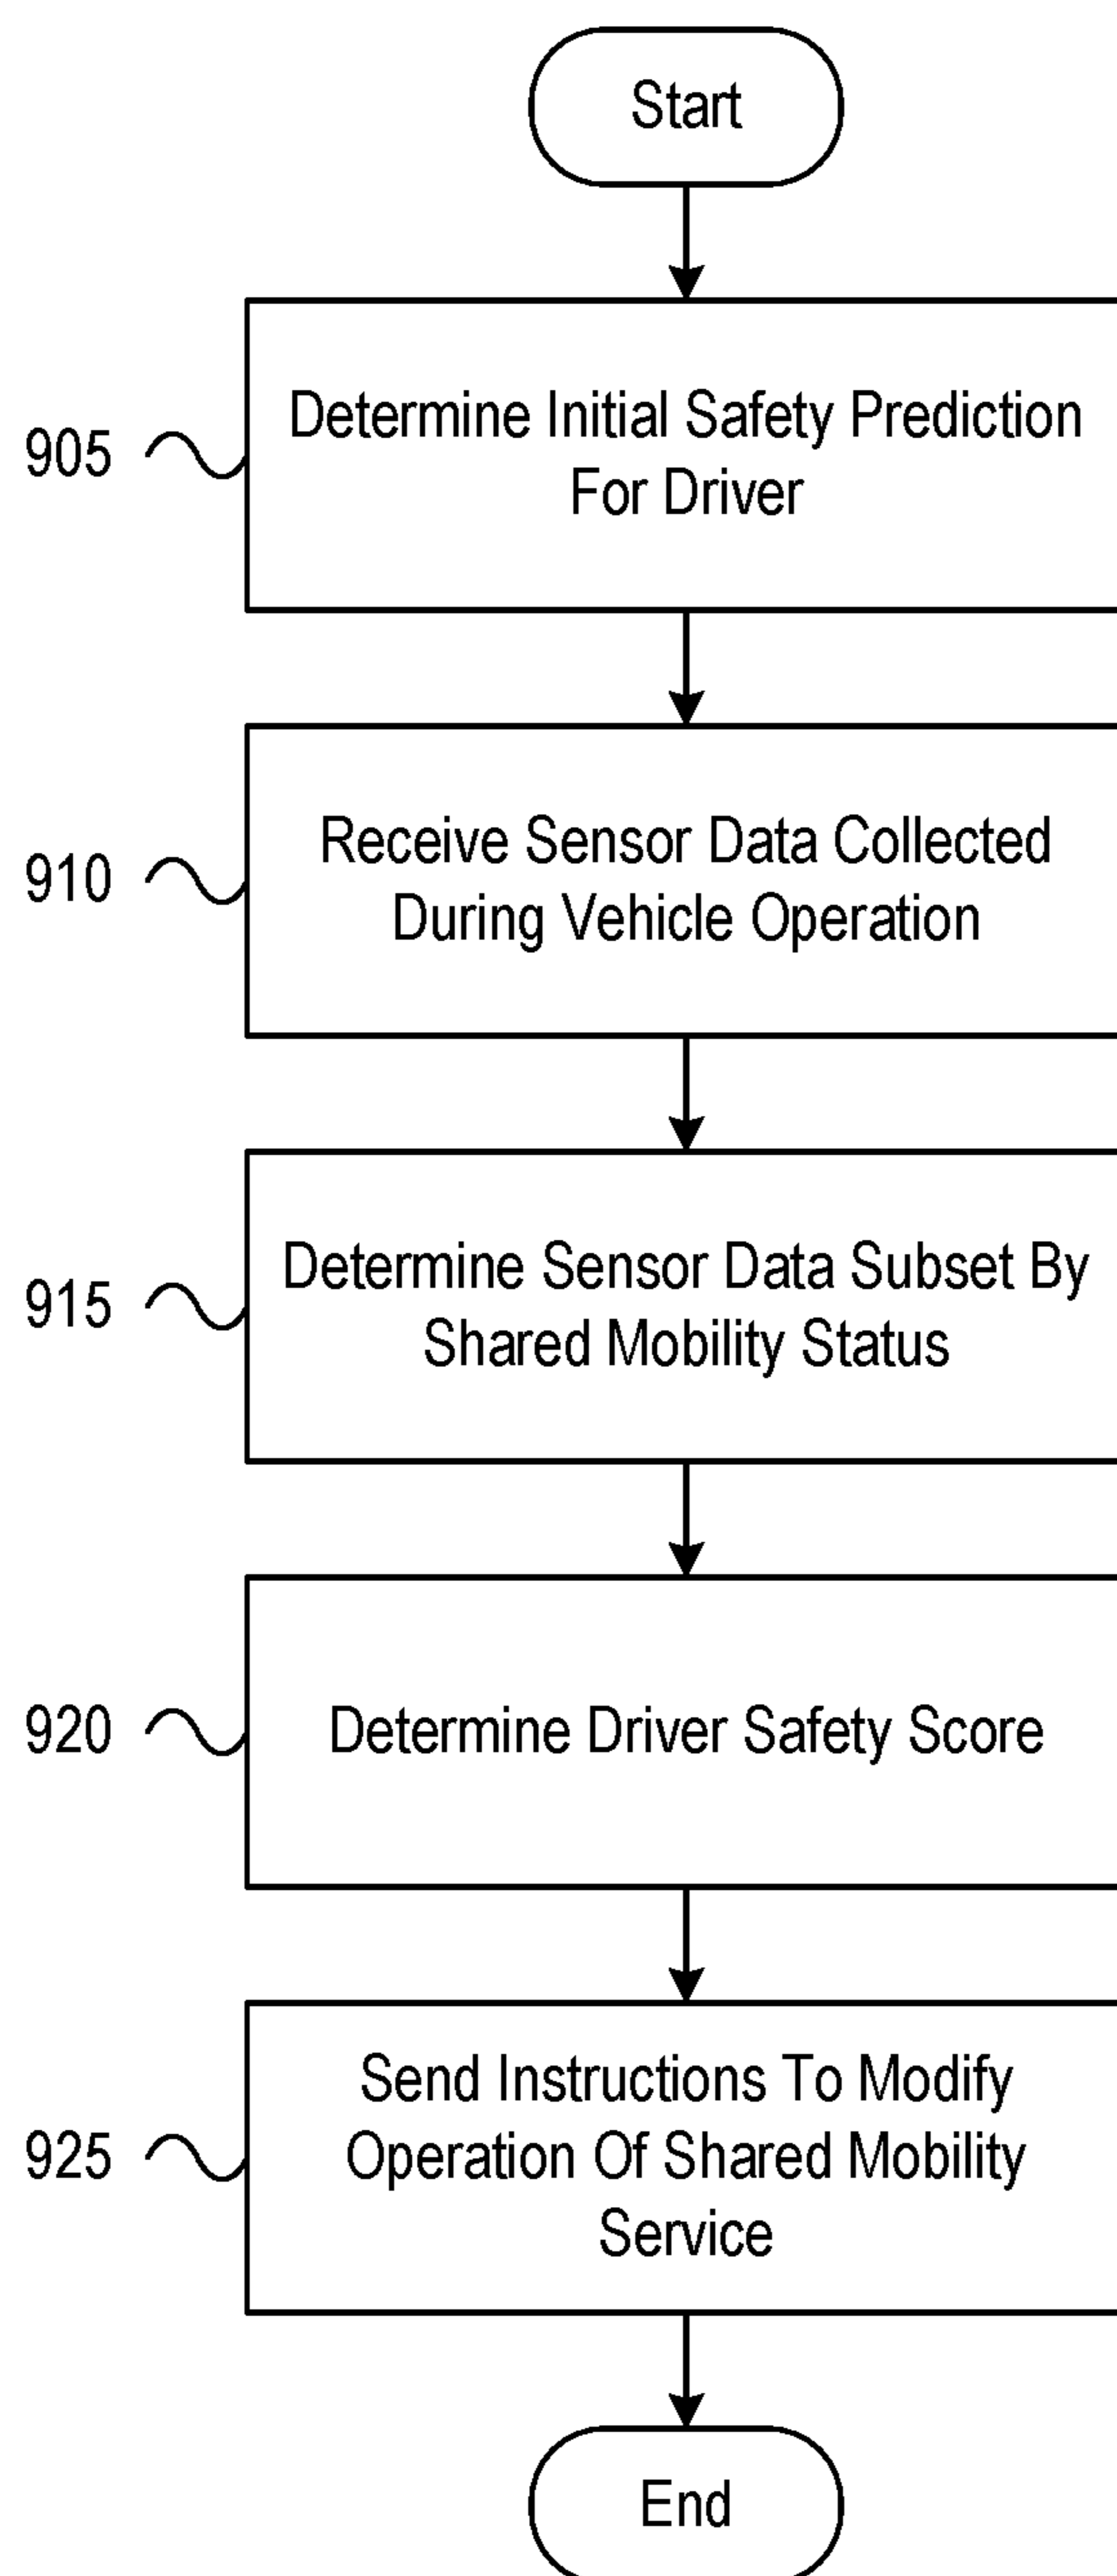 Start
905
Determine Initial Safety Prediction
For Driver
910
Receive Sensor Data Collected
During Vehicle Operation
915
Determine Sensor Data Subset By
Shared Mobility Status
920
Determine Driver Safety Score
925
Send Instructions To Modify
Operation Of Shared Mobility
Service
End